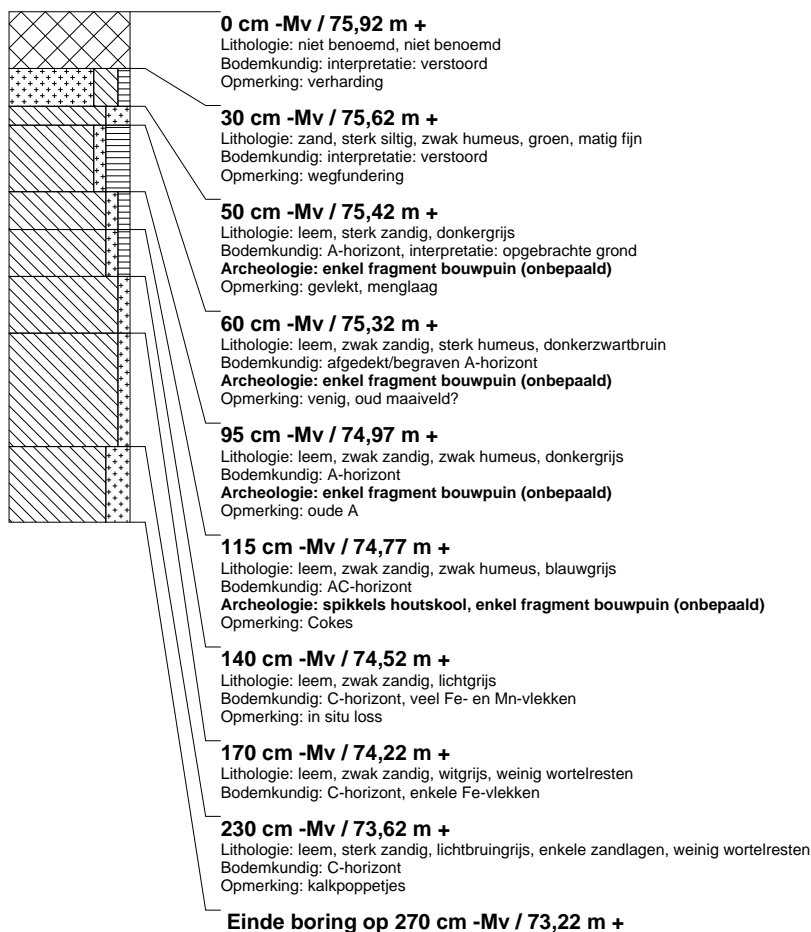 0 cm -Mv / 75,92 m +
Lithologie: niet benoemd, niet benoemd
Bodemkundig: interpretatie: verstoord
Opmerking: verharding
30 cm -Mv / 75,62 m +
Lithologie: zand, sterk siltig, zwak humeus, groen, matig fijn
Bodemkundig: interpretatie: verstoord
Opmerking: wegfundering
50 cm -Mv / 75,42 m +
Lithologie: leem, sterk zandig, donkergrijs
Bodemkundig: A-horizont, interpretatie: opgebrachte grond
Archeologie: enkel fragment bouwpuin (onbepaald)
Opmerking: gevlekt, menglaag
60 cm -Mv / 75,32 m +
Lithologie: leem, zwak zandig, sterk humeus, donkerzwartbruin
Bodemkundig: afgedekt/begraven A-horizont
Archeologie: enkel fragment bouwpuin (onbepaald)
Opmerking: venig, oud maaiveld?
95 cm -Mv / 74,97 m +
Lithologie: leem, zwak zandig, zwak humeus, donkergrijs
Bodemkundig: A-horizont
Archeologie: enkel fragment bouwpuin (onbepaald)
Opmerking: oude A
115 cm -Mv / 74,77 m +
Lithologie: leem, zwak zandig, zwak humeus, blauwgrijs
Bodemkundig: AC-horizont
Archeologie: spikkels houtskool, enkel fragment bouwpuin (onbepaald)
Opmerking: Cokes
140 cm -Mv / 74,52 m +
Lithologie: leem, zwak zandig, lichtgrijs
Bodemkundig: C-horizont, veel Fe- en Mn-vlekken
Opmerking: in situ loss
170 cm -Mv / 74,22 m +
Lithologie: leem, zwak zandig, witgrijs, weinig wortelresten
Bodemkundig: C-horizont, enkele Fe-vlekken
230 cm -Mv / 73,62 m +
Lithologie: leem, sterk zandig, lichtbruingrijs, enkele zandlagen, weinig wortelresten
Bodemkundig: C-horizont
Opmerking: kalkpoppetjes
Einde boring op 270 cm -Mv / 73,22 m +